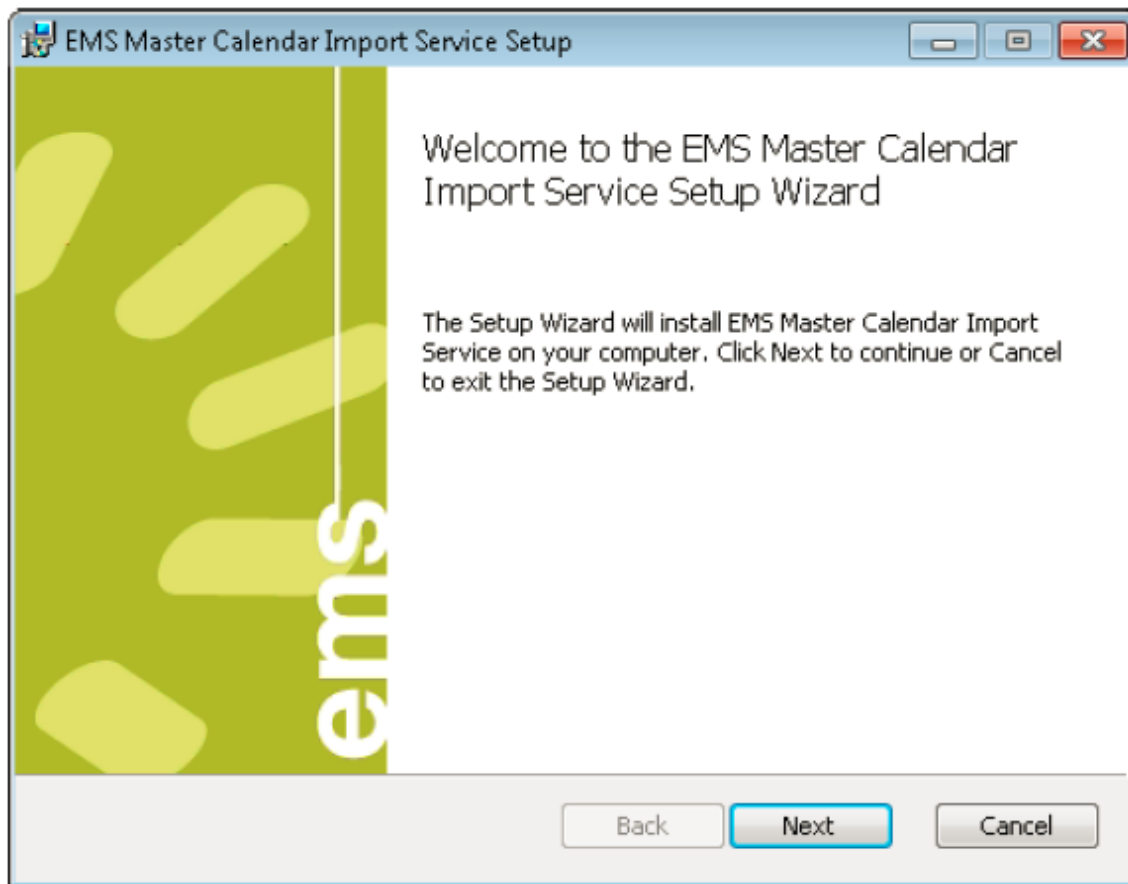 EMS Master Calendar Import Service Setup
Welcome to the EMS Master Calendar
Import Service Setup Wizard
The Setup Wizard will install EMS Master Calendar Import
Service on your computer. Click Next to continue or Cancel
to exit the Setup Wizard.
ems
Back
Next
Cancel